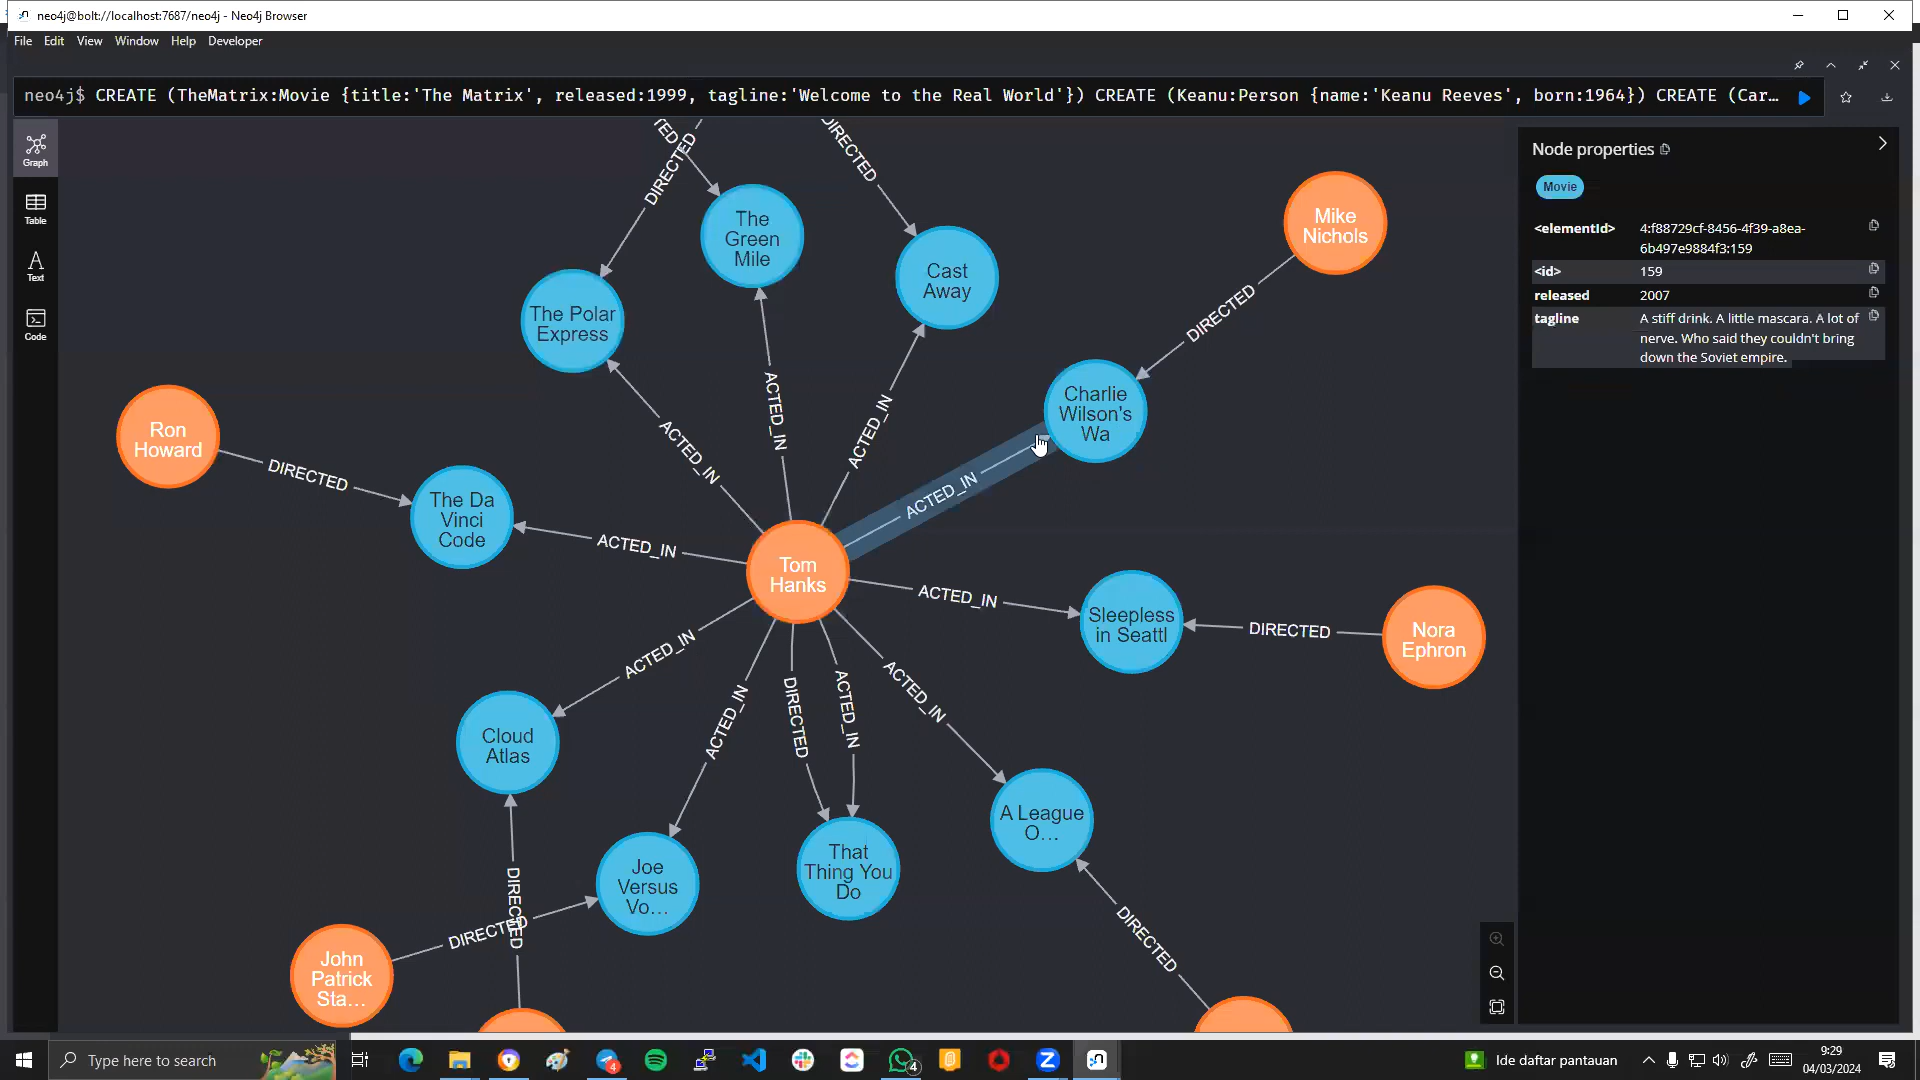 neo4j@bolt://localhost:7687/neo4j - Neo4j Browser
File Edit View Window Help Developer
neo4j$ CREATE (TheMatrix:Movie {title:'The Matrix', released:1999, tagline:'Welcome to the Real World'}) CREATE (Keanu:Person {name:'Keanu Reeves', born:1964}) CREATE (Car…
Graph
Table
Text
Code
DIRECTED
DIRECTED
The
Green
Mile
Cast
Away
Mike
Nichols
DIRECTED
The Polar
Express
Charlie
Wilson's
Wa
ACTED_IN
ACTED_IN
ACTED_IN
ACTED_IN
Ron
Howard
DIRECTED
The Da
Vinci
Code
ACTED_IN
Tom
Hanks
ACTED_IN
Sleepless
in Seattl
DIRECTED
Nora
Ephron
ACTED_IN
ACTED_IN
DIRECTED
ACTED_IN
ACTED_IN
Cloud
Atlas
Joe
Versus
Vo…
That
Thing You
Do
A League
O…
DIRECTED
DIRECTED
DIRECTED
John
Patrick
Sta…
Node properties
Movie
<elementId> 4:f88729cf-8456-4f39-a8ea-
6b497e9884f3:159
<id> 159
released 2007
tagline A stiff drink. A little mascara. A lot of
nerve. Who said they couldn't bring
down the Soviet empire.
Type here to search
4
4
Ide daftar pantauan
9:29
04/03/2024